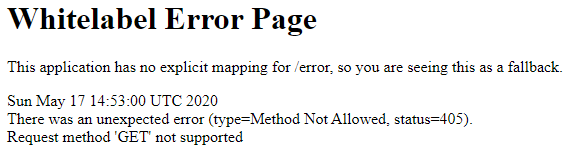 Whitelabel Error Page
This application has no explicit mapping for /error, so you are seeing this as a fallback.
Sun May 17 14:53:00 UTC 2020
There was an unexpected error (type=Method Not Allowed, status=405).
Request method 'GET' not supported